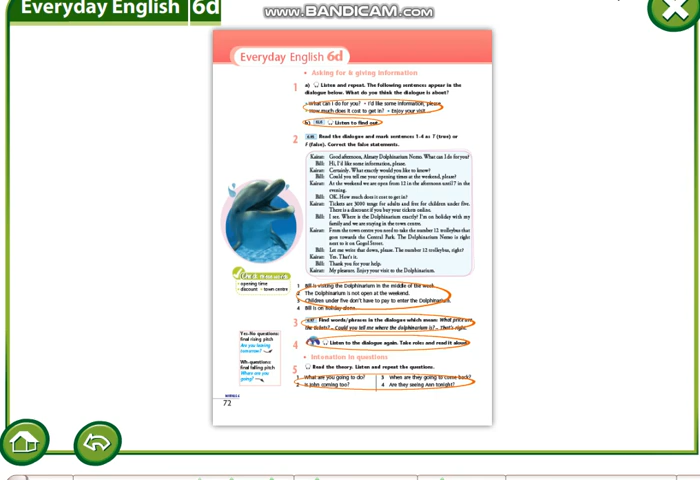 Everyday English 6d
www.BANDICAM.com
Everyday English 6d
• Asking for & giving information
1 a) Listen and repeat. The following sentences appear in the
dialogue below. What do you think the dialogue is about?
• What can I do for you? • I'd like some information, please.
• How much does it cost to get in? • Enjoy your visit.
b) Listen to find out.
2 Read the dialogue and mark sentences 1-4 as T (true) or
F (false). Correct the false statements.
Good afternoon, Almaty Dolphinarium Nemo. What can I do for you?
Bill: Hi, I'd like some information, please.
Certainly. What exactly would you like to know?
Bill: Could you tell me your opening times at the weekend, please?
At the weekend we are open from 12 in the afternoon until 7 in the
evening.
Bill: OK. How much does it cost to get in?
Tickets are 3000 tenge for adults and free for children under five.
There is a discount if you buy your tickets online.
Bill: I see. Where is the Dolphinarium exactly? I'm on holiday with my
family and we are staying in the town centre.
From the town centre you need to take the number 12 trolleybus that
goes towards the Central Park. The Dolphinarium Nemo is right
next to it on Gogol Street.
Bill: Let me write that down, please. The number 12 trolleybus, right?
Yes. That's it.
Bill: Thank you for your help.
My pleasure. Enjoy your visit to the Dolphinarium.
• opening time
• discount • town centre
1 Bill is visiting the Dolphinarium in the middle of the week.
2 The Dolphinarium is not open at the weekend.
3 Children under five don't have to pay to enter the Dolphinarium.
4 Bill is on holiday alone.
3 Find words/phrases in the dialogue which mean: What price are
the tickets? – Could you tell me where the dolphinarium is? – That's right.
4 Listen to the dialogue again. Take roles and read it aloud.
• Intonation in questions
Yes-No questions:
final rising pitch
Are you leaving
tomorrow?
Wh-questions:
final falling pitch
Where are you
going?
5 Read the theory. Listen and repeat the questions.
1 What are you going to do?
2 Is John coming too?
3 When are they going to come back?
4 Are they seeing Ann tonight?
72